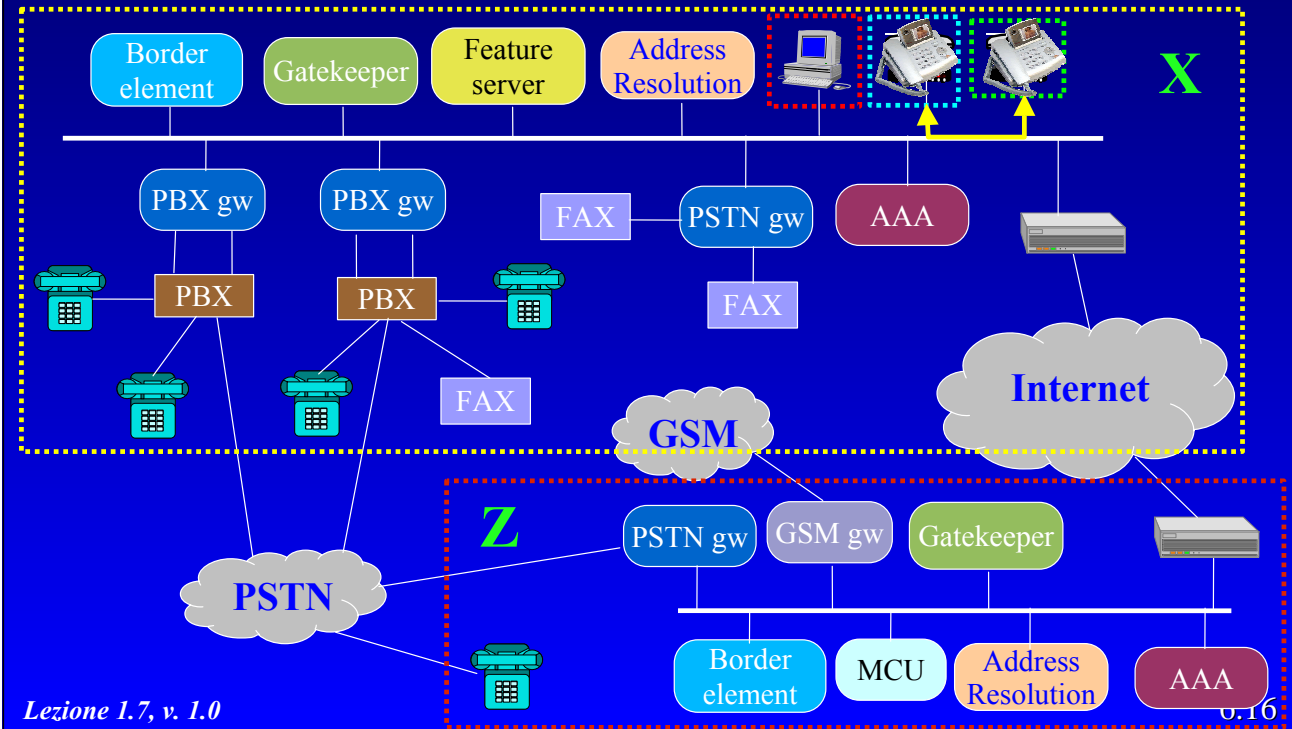 Border
element
Gatekeeper
Feature
server
Address
Resolution
X
PBX gw
PBX gw
FAX
PSTN gw
AAA
PBX
PBX
FAX
FAX
Internet
GSM
Z
PSTN gw
GSM gw
Gatekeeper
PSTN
Border
element
MCU
Address
Resolution
AAA
Lezione 1.7, v. 1.0
6.16